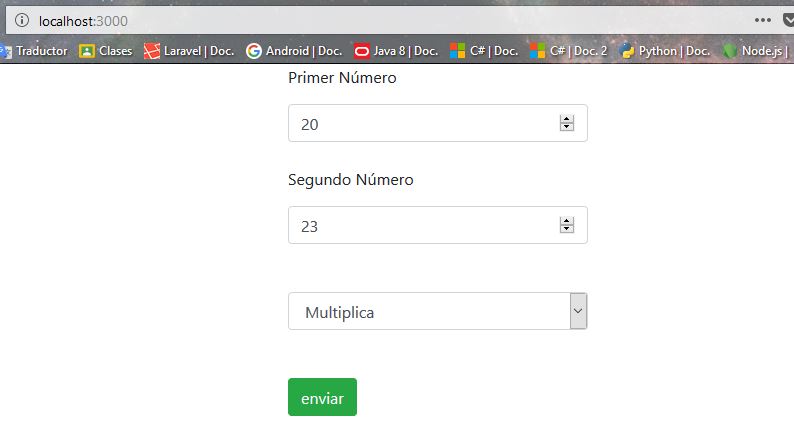 localhost:3000
Traductor Clases Laravel | Doc. Android | Doc. Java 8 | Doc. C# | Doc. C# | Doc. 2 Python | Doc. Node.js |
Primer Número
20
Segundo Número
23
Multiplica
enviar